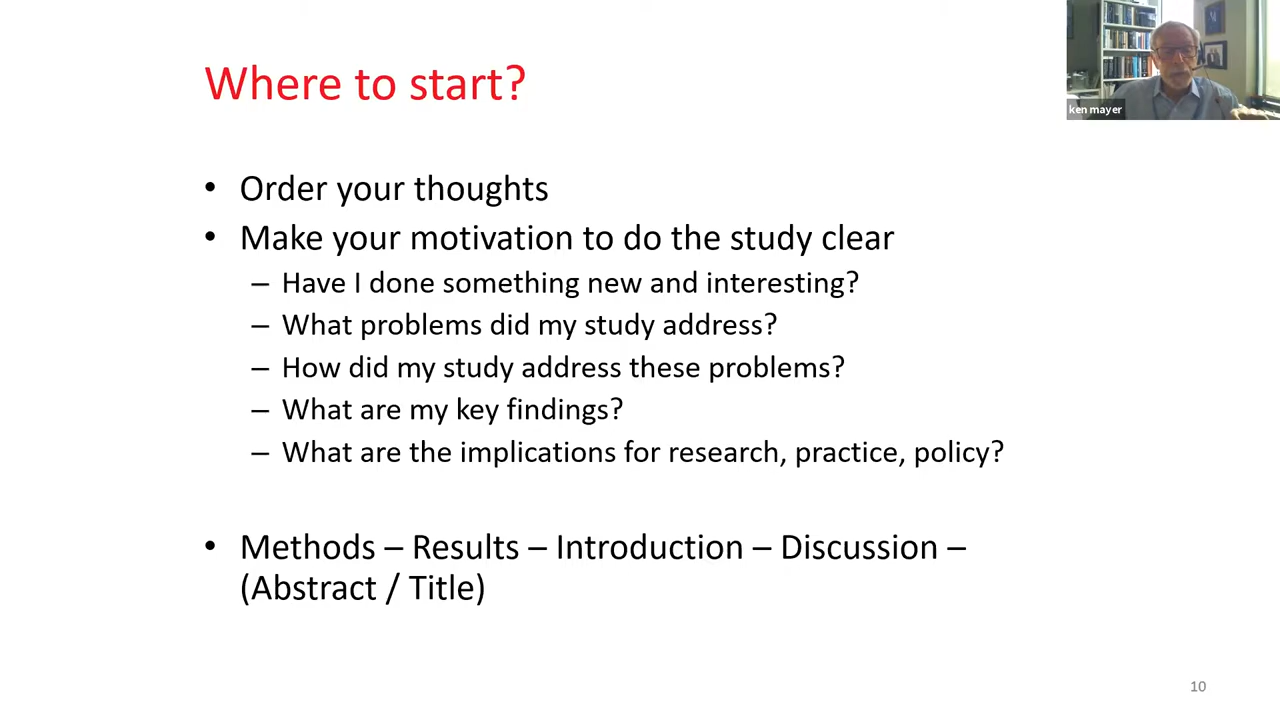 Where to start?
ken mayer
• Order your thoughts
• Make your motivation to do the study clear
– Have I done something new and interesting?
– What problems did my study address?
– How did my study address these problems?
– What are my key findings?
– What are the implications for research, practice, policy?
• Methods – Results – Introduction – Discussion –
(Abstract / Title)
10